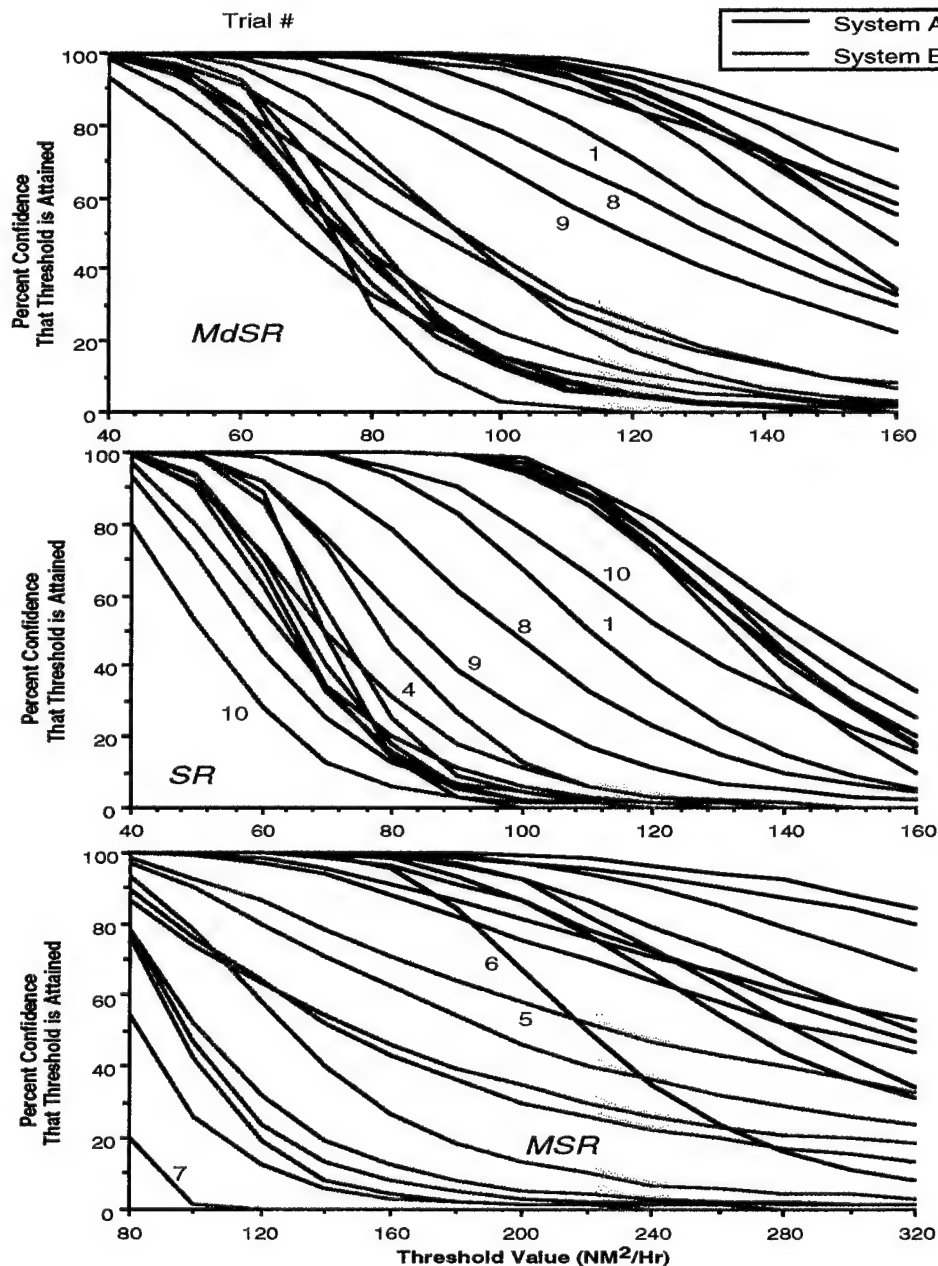 Trial #
System A
System B
Percent Confidence
That Threshold is Attained
100
80
60
40
20
0
1
8
9
MdSR
40 60 80 100 120 140 160
Percent Confidence
That Threshold is Attained
100
80
60
40
20
0
10
8
1
9
4
10
SR
40 60 80 100 120 140 160
Percent Confidence
That Threshold is Attained
100
80
60
40
20
0
6
5
7
MSR
80 120 160 200 240 280 320
Threshold Value (NM²/Hr)